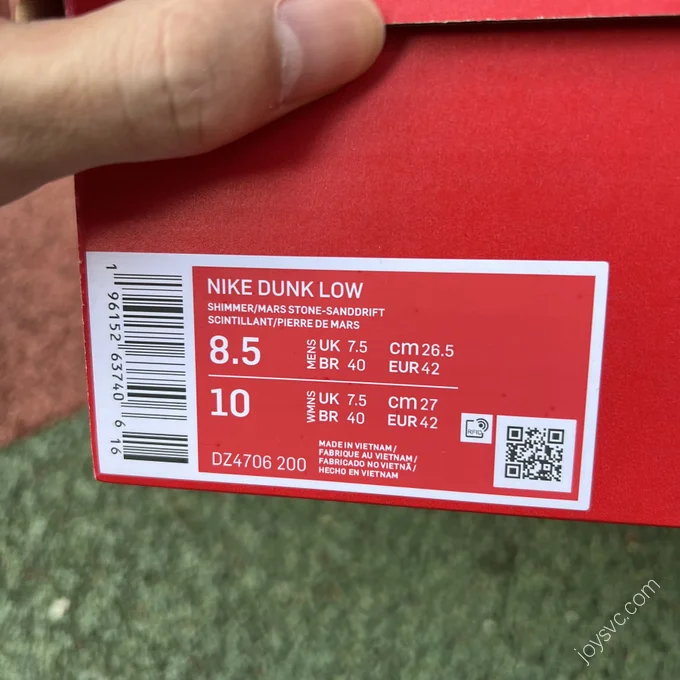 1 96152 63740 6 16
NIKE DUNK LOW
SHIMMER/MARS STONE-SANDDRIFT
SCINTILLANT/PIERRE DE MARS
8.5
MENS
UK 7.5
BR 40
cm 26.5
EUR 42
10
WMNS
UK 7.5
BR 40
cm 27
EUR 42
DZ4706 200
MADE IN VIETNAM/
FABRIQUE AU VIETNAM/
FABRICADO NO VIETNÃ/
HECHO EN VIETNAM
RFID
joysvc.com